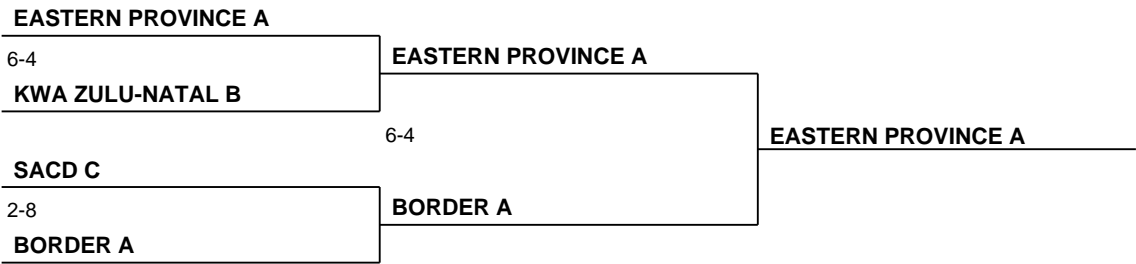 EASTERN PROVINCE A
6-4
EASTERN PROVINCE A
KWA ZULU-NATAL B
6-4
EASTERN PROVINCE A
SACD C
2-8
BORDER A
BORDER A